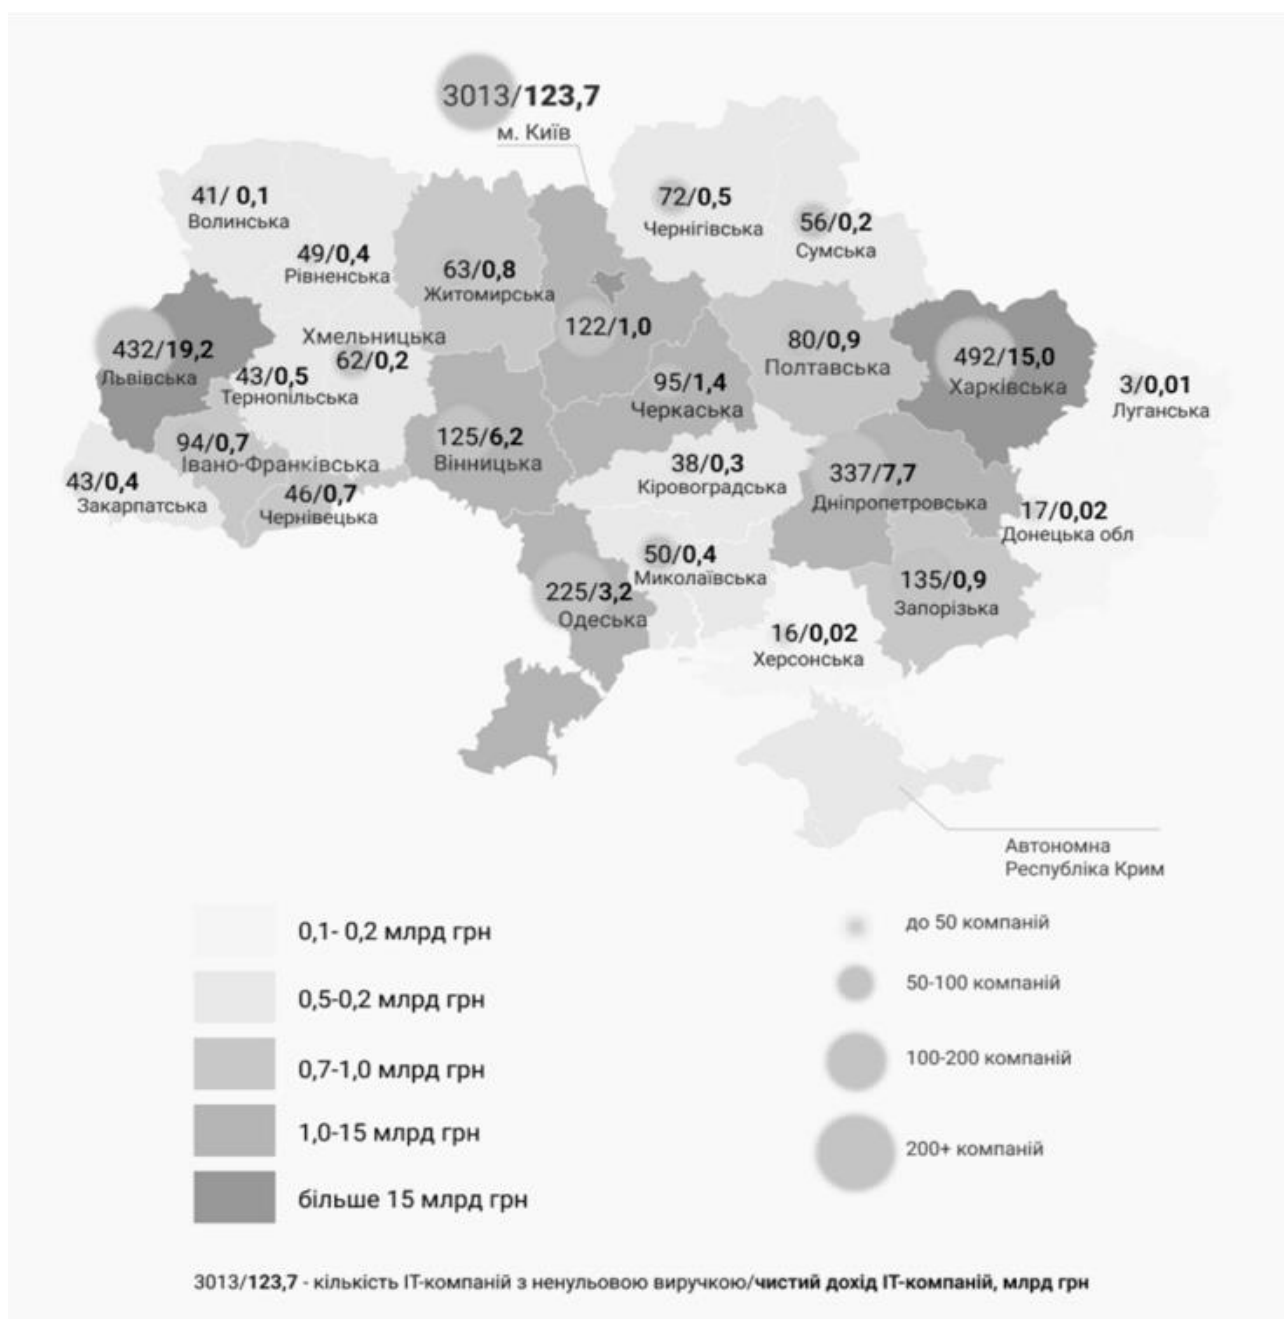 3013/123,7
м. Київ
41/ 0,1
Волинська
49/0,4
Рівненська
63/0,8
Житомирська
72/0,5
Чернігівська
56/0,2
Сумська
432/19,2
Львівська
Хмельницька
62/0,2
43/0,5
Тернопільська
122/1,0
95/1,4
Черкаська
80/0,9
Полтавська
492/15,0
Харківська
3/0,01
Луганська
94/0,7
Івано-Франківська
43/0,4
Закарпатська
46/0,7
Чернівецька
125/6,2
Вінницька
38/0,3
Кіровоградська
337/7,7
Дніпропетровська
17/0,02
Донецька обл
225/3,2
Одеська
50/0,4
Миколаївська
135/0,9
Запорізька
16/0,02
Херсонська
Автономна
Республіка Крим
0,1- 0,2 млрд грн
0,5-0,2 млрд грн
0,7-1,0 млрд грн
1,0-15 млрд грн
більше 15 млрд грн
до 50 компаній
50-100 компаній
100-200 компаній
200+ компаній
3013/123,7 - кількість ІТ-компаній з ненульовою виручкою/чистий дохід ІТ-компаній, млрд грн